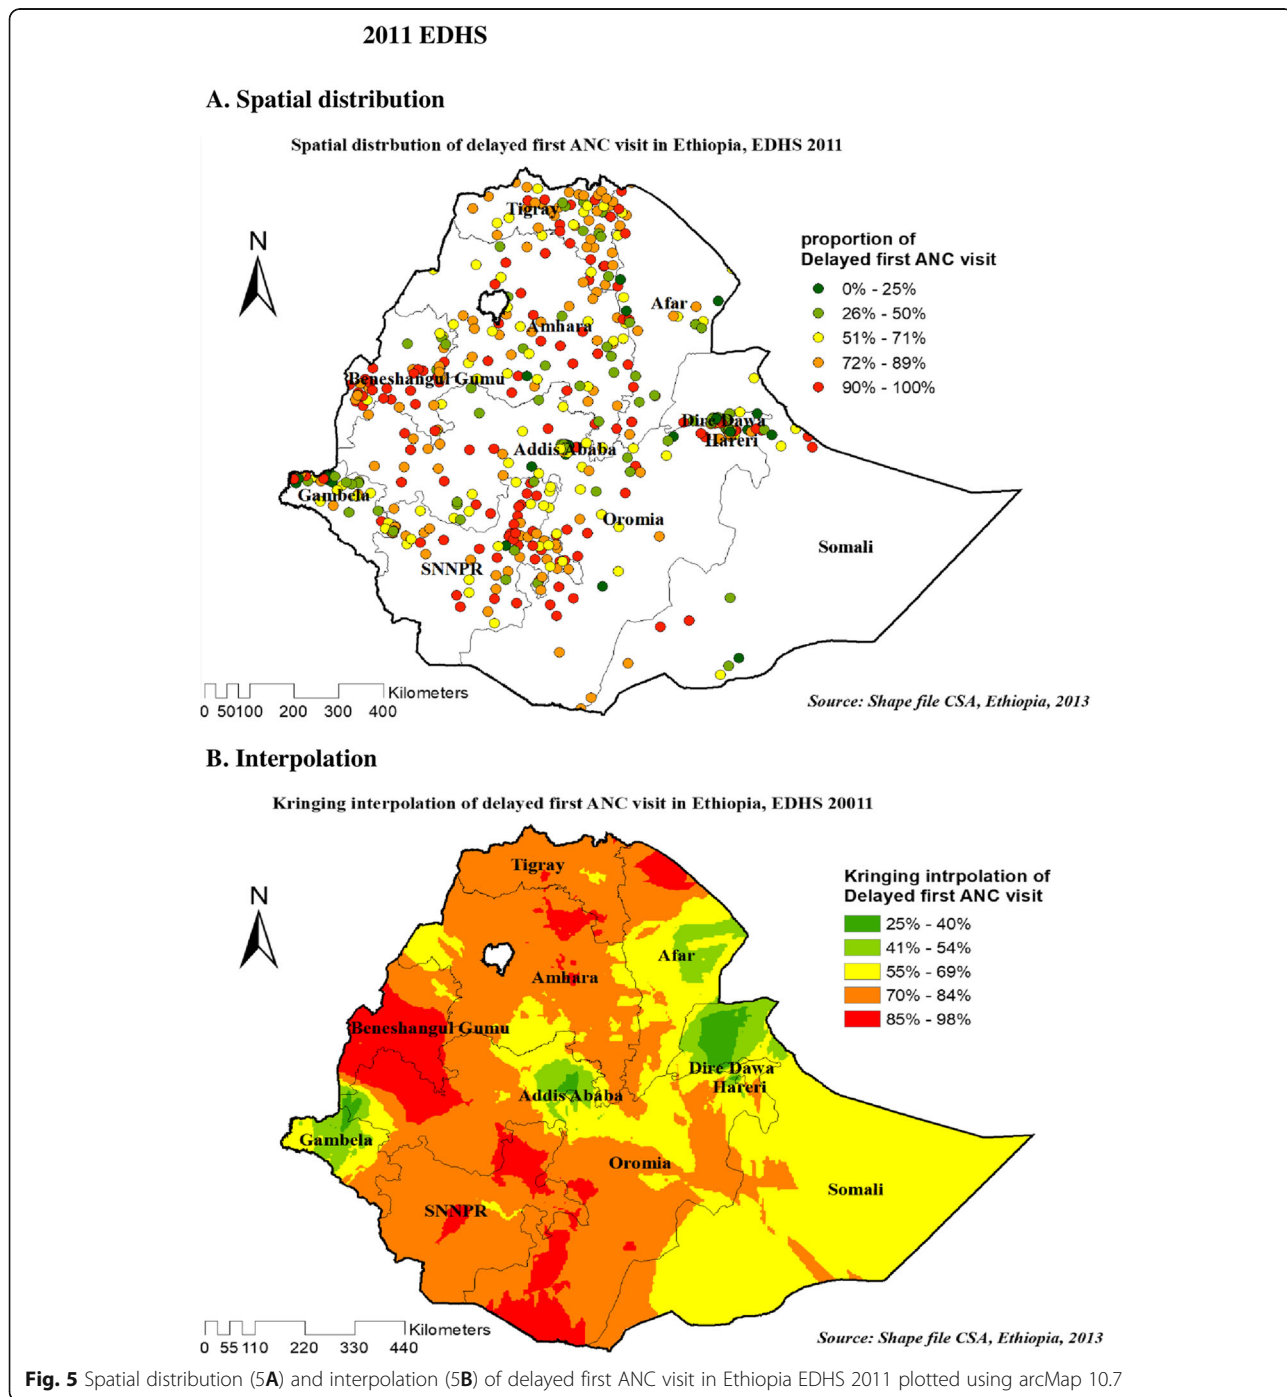 2011 EDHS
A. Spatial distribution
Spatial distrbution of delayed first ANC visit in Ethiopia, EDHS 2011
N
proportion of
Delayed first ANC visit
0% - 25%
26% - 50%
51% - 71%
72% - 89%
90% - 100%
Tigray
Afar
Amhara
Beneshangul Gumu
Dire Dawa
Hareri
Addis Ababa
Gambela
Oromia
Somali
SNNPR
Kilometers
0 50 100 200 300 400
Source: Shape file CSA, Ethiopia, 2013
B. Interpolation
Kringing interpolation of delayed first ANC visit in Ethiopia, EDHS 20011
N
Kringing intrpolation of
Delayed first ANC visit
25% - 40%
41% - 54%
55% - 69%
70% - 84%
85% - 98%
Tigray
Afar
Amhara
Beneshangul Gumu
Dire Dawa
Hareri
Addis Ababa
Gambela
Oromia
Somali
SNNPR
Kilometers
0 55 110 220 330 440
Source: Shape file CSA, Ethiopia, 2013
Fig. 5 Spatial distribution (5A) and interpolation (5B) of delayed first ANC visit in Ethiopia EDHS 2011 plotted using arcMap 10.7